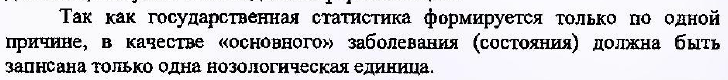 Так как государственная статистика формируется только по одной
причине, в качестве «основного» заболевания (состояния) должна быть
записана только одна нозологическая единица.